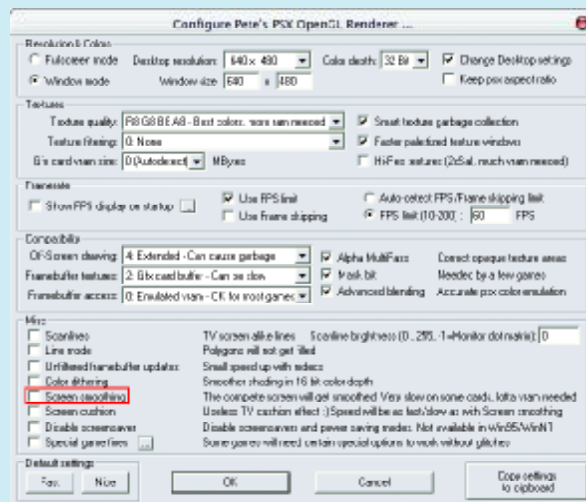 Configure Pete's PSX OpenGL Renderer ...
Resolution & Colors
Fullscreen mode Desktop resolution: 640 x 480 Color depth: 32 Bit Change Desktop settings
Window mode Window size: 640 x 480 Keep psx aspect ratio
Textures
Texture quality: R8 G8 B8 A8 - Best colors, more vram needed Smart texture garbage collection
Texture filtering: 0: None Faster palettized texture windows
Gfx card vram size: 0 (Autodetect) MBytes Hi-Res textures (2xSaI, much vram needed)
Framerate
Show FPS display on startup ... Use FPS limit Auto-detect FPS/Frame skipping limit
Use Frame skipping FPS limit (10-200) : 60 FPS
Compatibility
Off-Screen drawing: 4: Extended - Can cause garbage Alpha MultiPass Correct opaque texture areas
Framebuffer textures: 2: Gfx card buffer - Can be slow Mask bit Needed by a few games
Framebuffer access: 0: Emulated vram - OK for most games Advanced blending Accurate psx color emulation
Misc
Scanlines TV screen alike lines Scanline brightness (0...255, -1=Monitor dot matrix): 0
Line mode Polygons will not get filled
Unfiltered framebuffer updates Small speed up with mdecs
Color dithering Smoother shading in 16 bit color depth
Screen smoothing The compete screen will get smoothed. Very slow on some cards, lotta vram needed
Screen cushion Useless TV cushion effect :) Speed will be as fast/slow as with Screen smoothing
Disable screensaver Disable screensavers and power saving modes. Not available in Win95/WinNT
Special game fixes ... Some games will need certain special options to work without glitches
Default settings
Fast Nice OK Cancel Copy settings
to clipboard